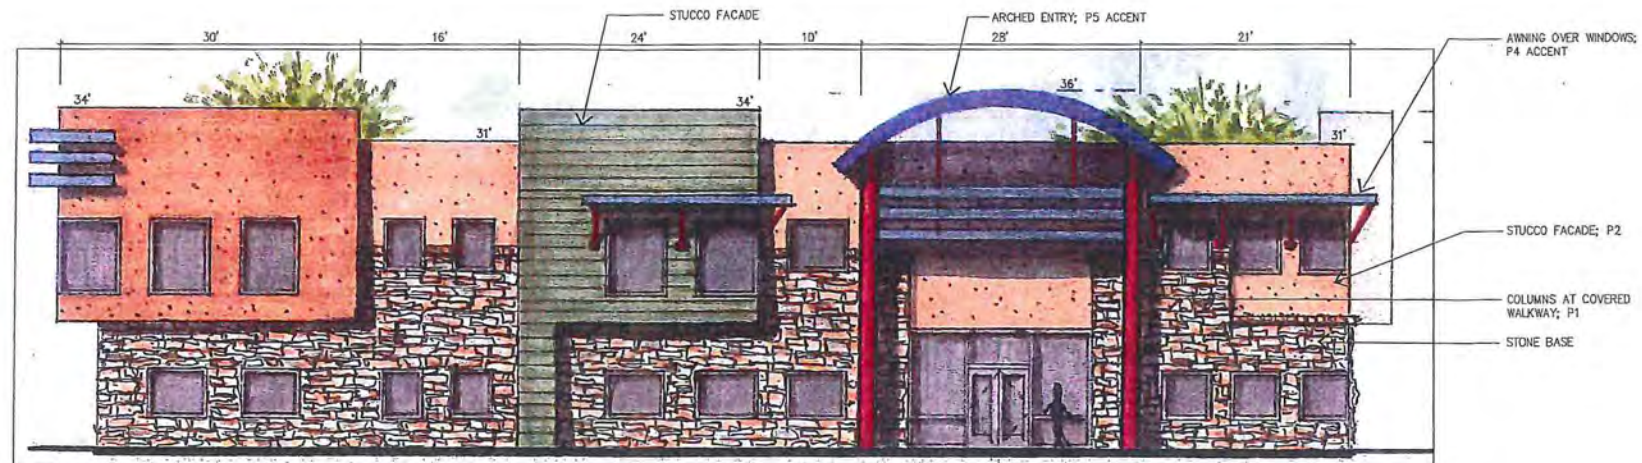 STUCCO FACADE
ARCHED ENTRY; P5 ACCENT
30'
16'
24'
10'
28'
21'
AWNING OVER WINDOWS;
P4 ACCENT
34'
31'
34'
36'
31'
STUCCO FACADE; P2
COLUMNS AT COVERED
WALKWAY; P1
STONE BASE